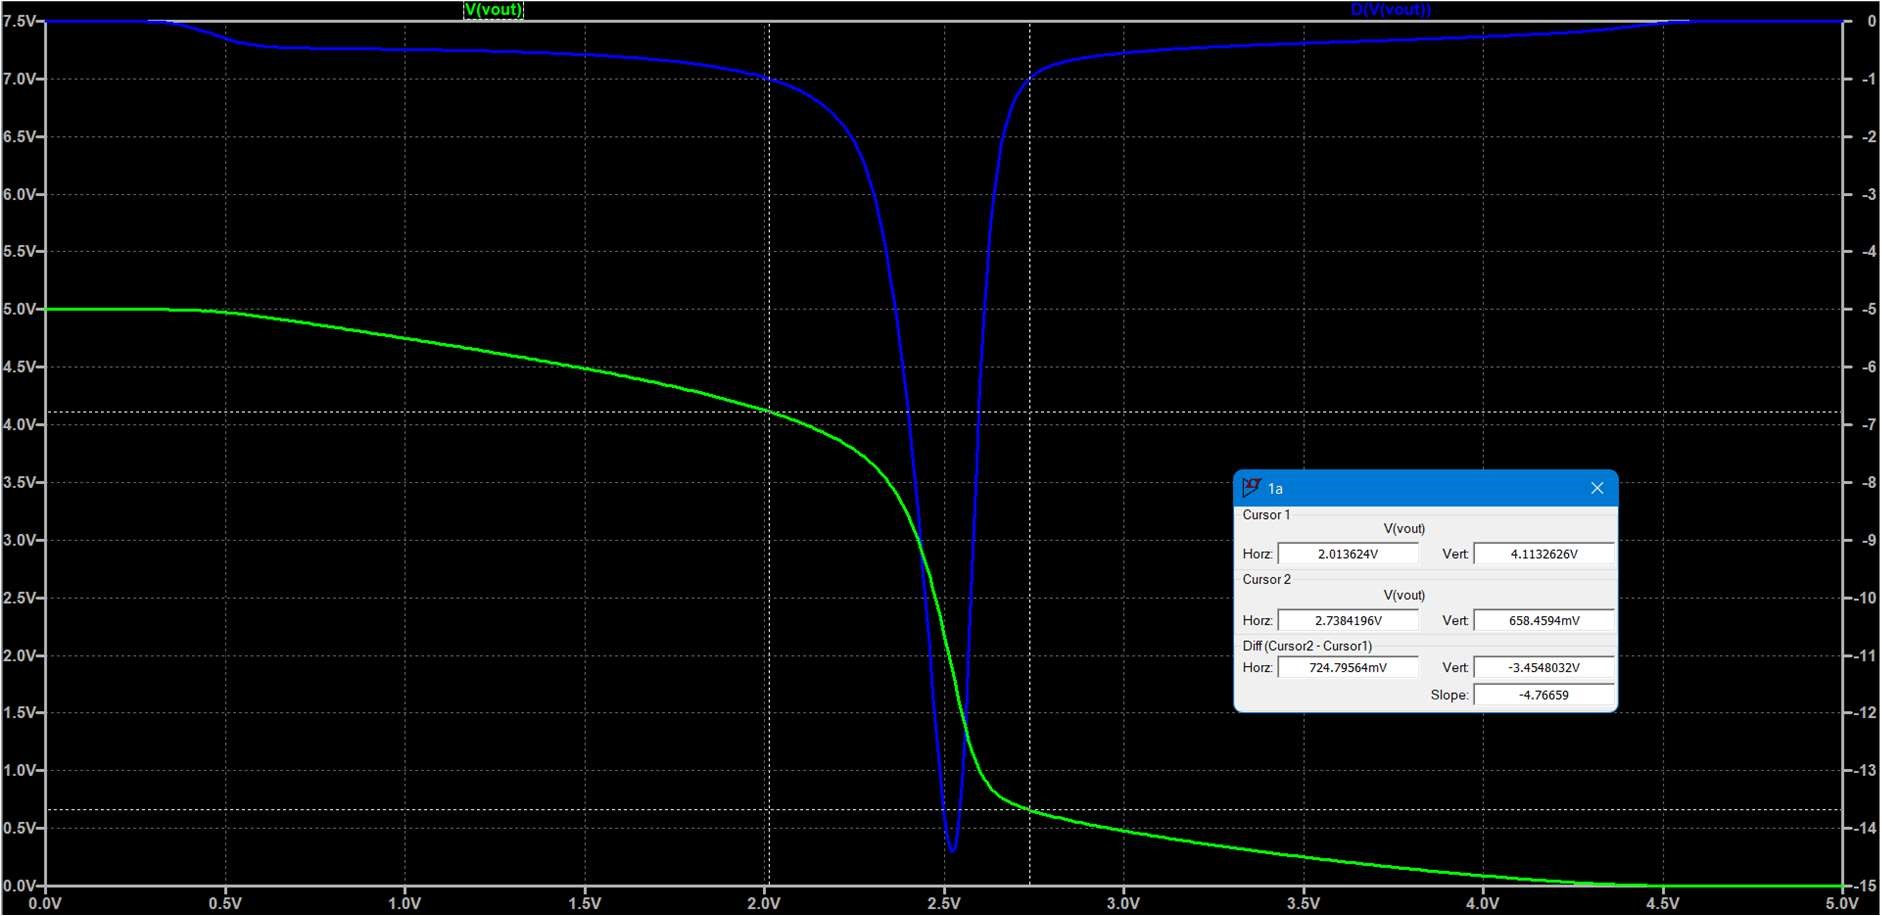 V(vout) D(V(vout))
7.5V 0
7.0V -1
6.5V -2
6.0V -3
5.5V -4
5.0V -5
4.5V -6
4.0V -7
3.5V -8
3.0V -9
2.5V -10
2.0V -11
1.5V -12
1.0V -13
0.5V -14
0.0V -15
0.0V 0.5V 1.0V 1.5V 2.0V 2.5V 3.0V 3.5V 4.0V 4.5V 5.0V
1a
Cursor 1
V(vout)
Horz: 2.013624V Vert: 4.1132626V
Cursor 2
V(vout)
Horz: 2.7384196V Vert: 658.4594mV
Diff (Cursor2 - Cursor1)
Horz: 724.79564mV Vert: -3.4548032V
Slope: -4.76659